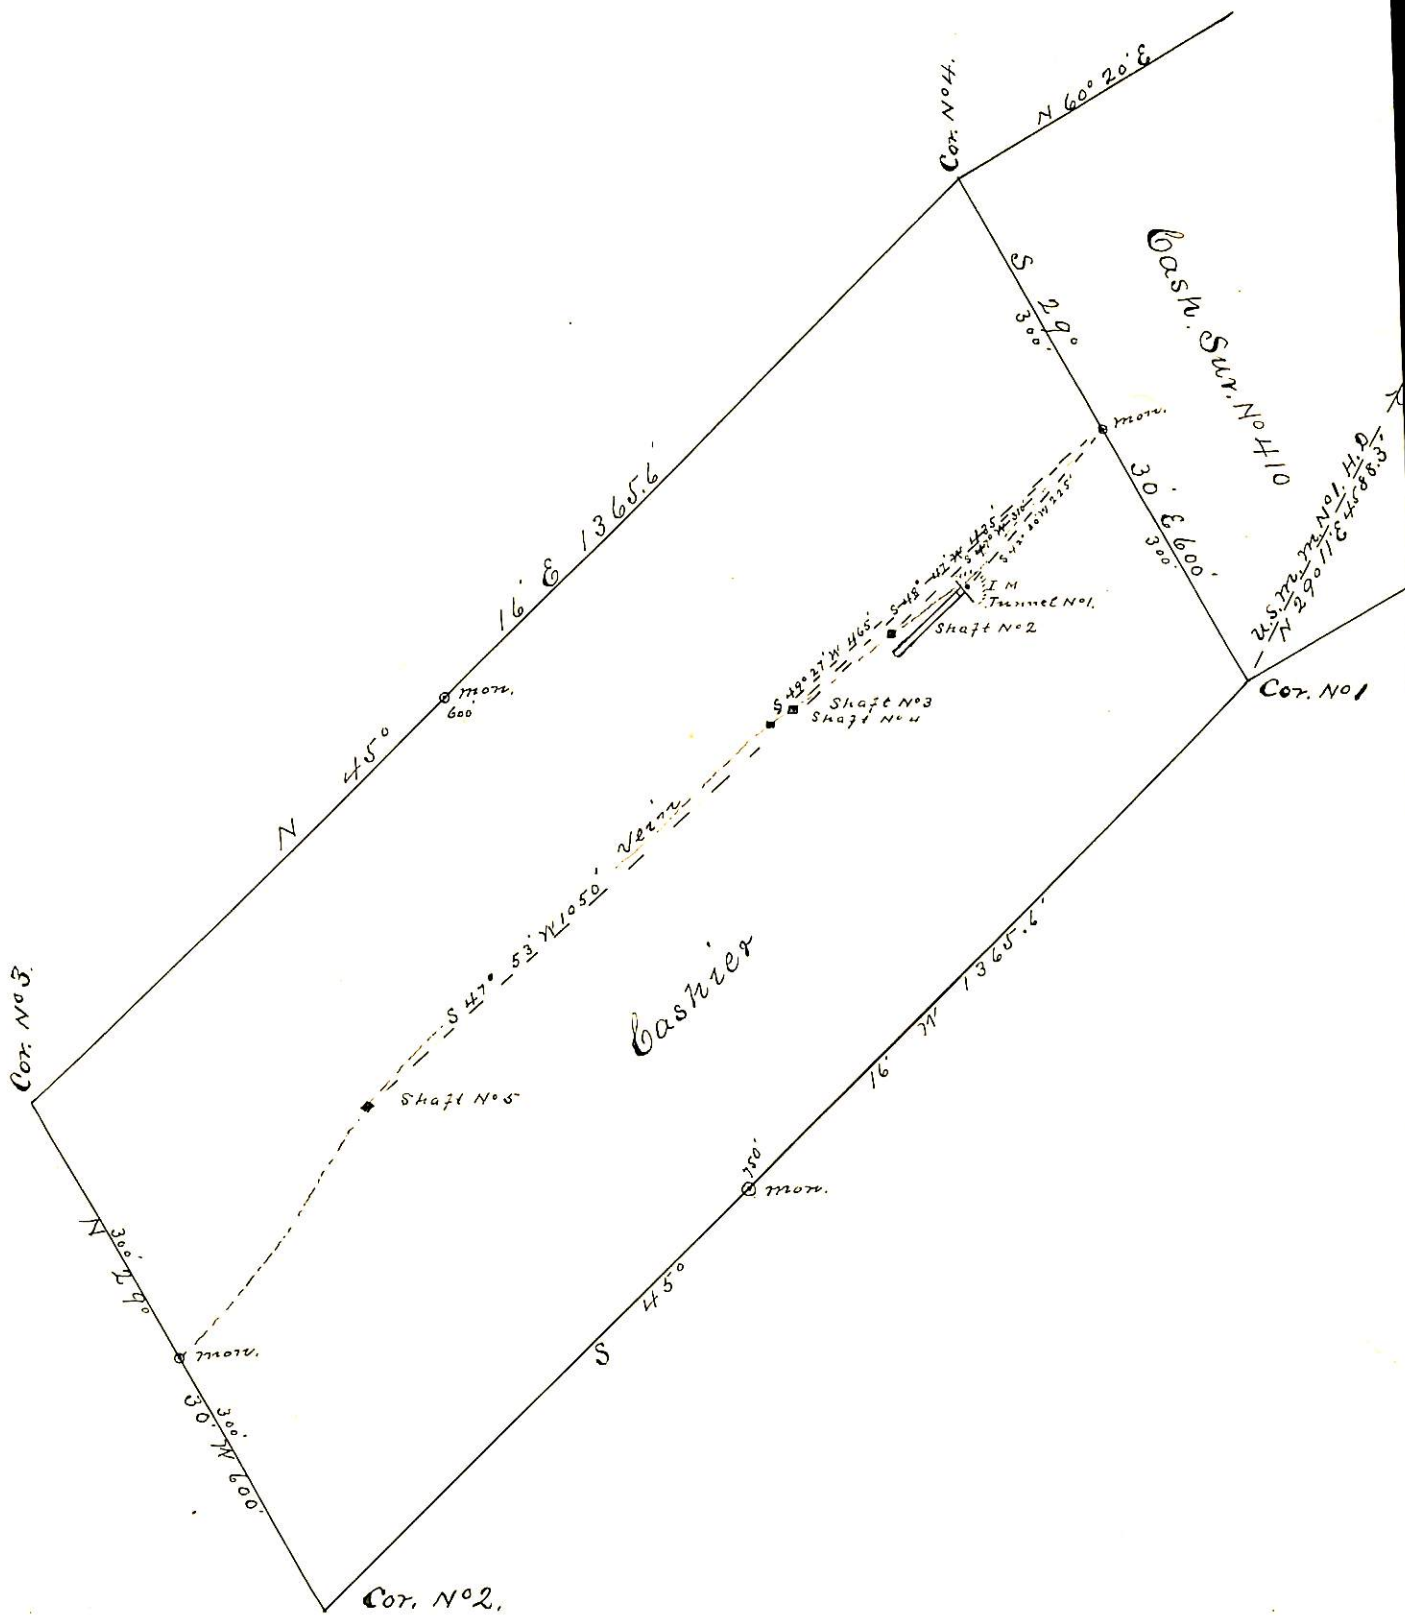 Cor. No 4.
N 60° 20' E
Cash. Sur. No 410
S 29° 30' E 600'
300'
300'
mon.
U.S.M.M. No 1. H.D.
N 29° 11' E 4588.3'
Cor. No 1
N 45° 16' E 1365.6'
mon.
600'
S 42° 30' W 225'
I M
Tunnel No 1.
Shaft No 2
S 49° 27' W 465'
Shaft No 3
Shaft No 4
Vein
S 47° 53' W 1050'
Cashier
Shaft No 5
Cor. No 3.
N 29° 30' W 600'
300'
300'
mon.
S 45° 16' W 1365.6'
750'
mon.
Cor. No 2.